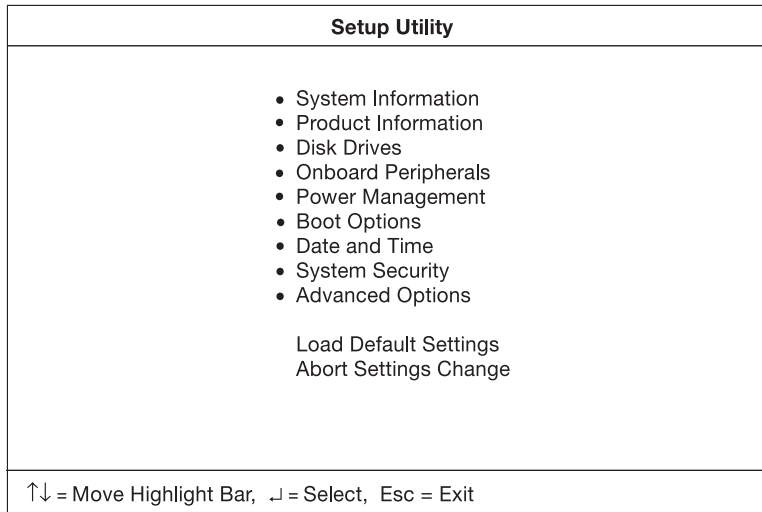 Setup Utility
• System Information
• Product Information
• Disk Drives
• Onboard Peripherals
• Power Management
• Boot Options
• Date and Time
• System Security
• Advanced Options
Load Default Settings
Abort Settings Change
↑↓ = Move Highlight Bar, ↵ = Select, Esc = Exit